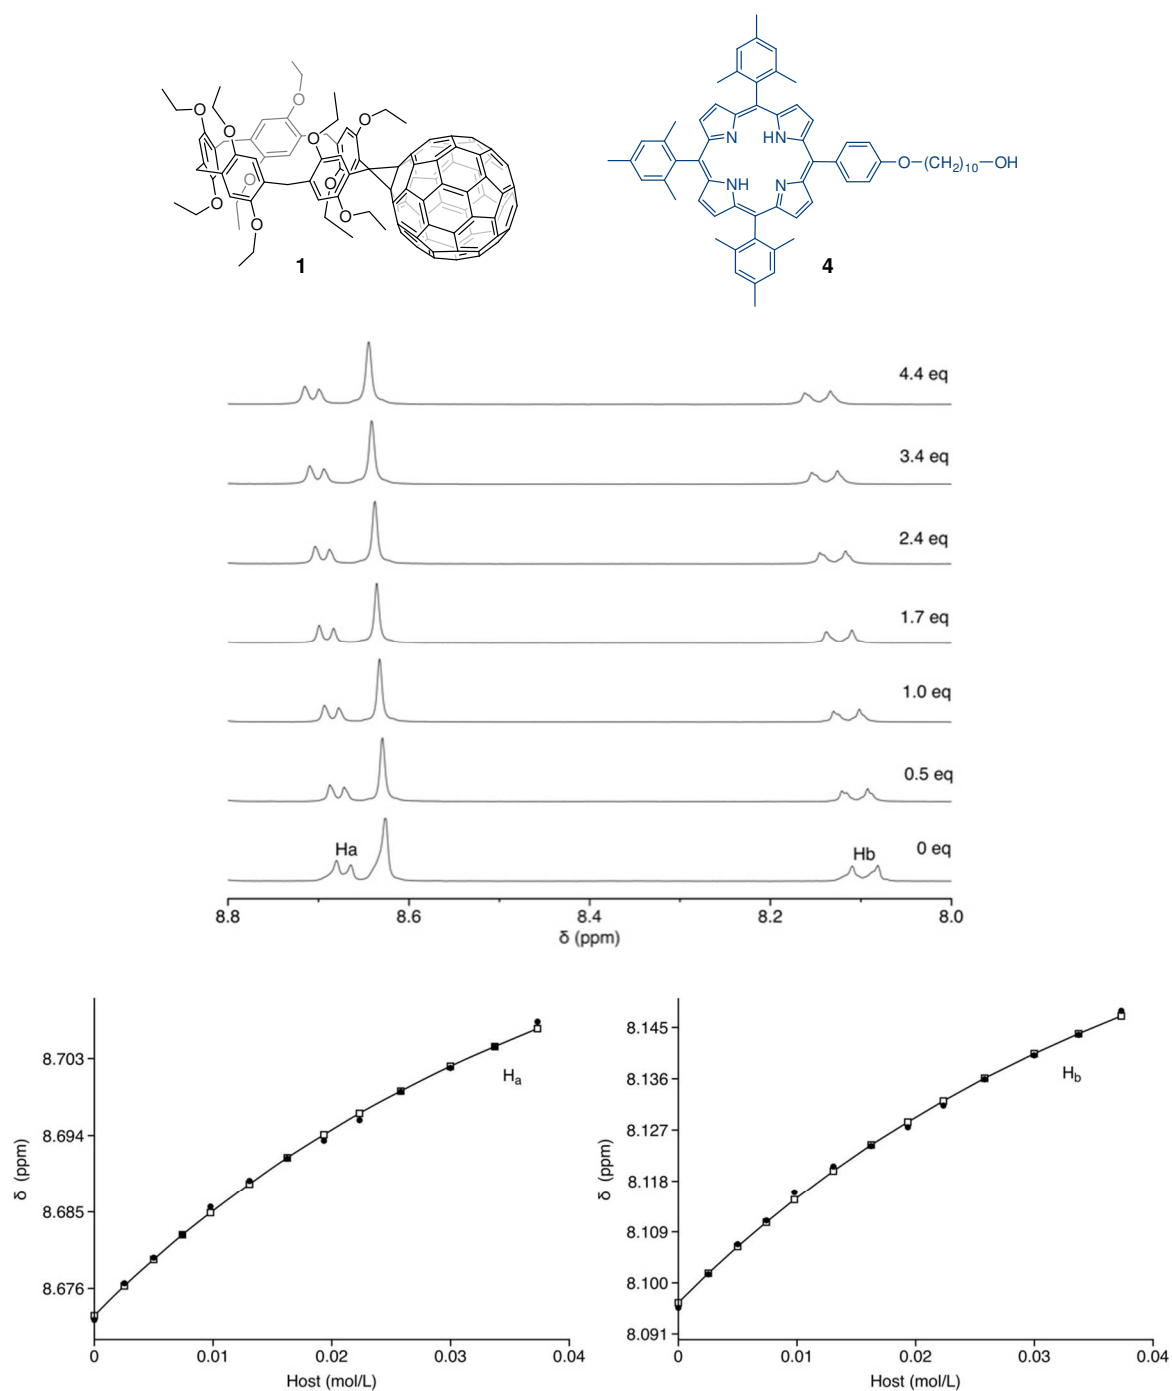 O
O
O
O
O
O
O
O
O
O
1
N
HN
NH
N
O
(CH₂)₁₀
OH
4
4.4 eq
3.4 eq
2.4 eq
1.7 eq
1.0 eq
0.5 eq
Ha
Hb
0 eq
8.8 8.6 8.4 8.2 8.0
δ (ppm)
8.703
8.694
8.685
8.676
δ (ppm)
Hₐ
0 0.01 0.02 0.03 0.04
Host (mol/L)
8.145
8.136
8.127
8.118
8.109
8.100
8.091
δ (ppm)
H_b
0 0.01 0.02 0.03 0.04
Host (mol/L)